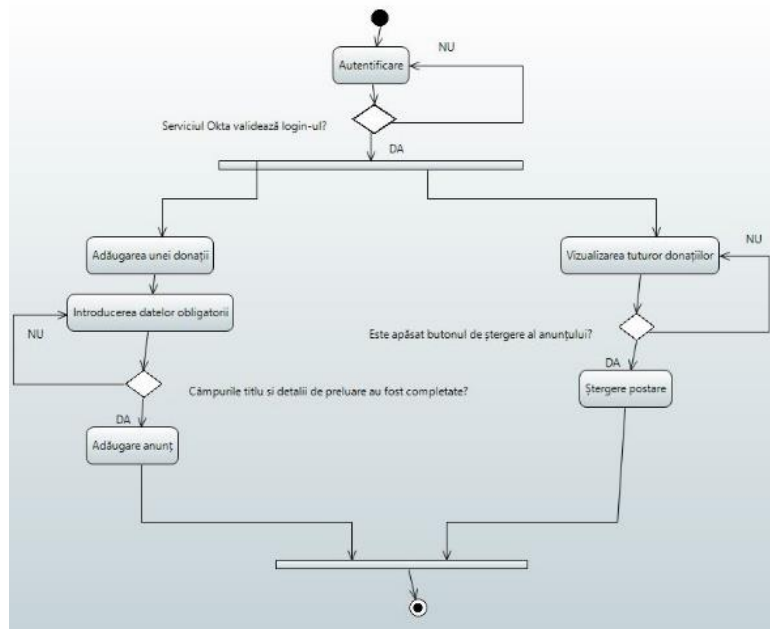 NU
Autentificare
Serviciul Okta validează login-ul?
DA
Adăugarea unei donații
Vizualizarea tuturor donațiilor
NU
Introducerea datelor obligatorii
NU
Este apăsat butonul de ștergere al anunțului?
DA
Câmpurile titlu si detalii de preluare au fost completate?
Ștergere postare
DA
Adăugare anunț